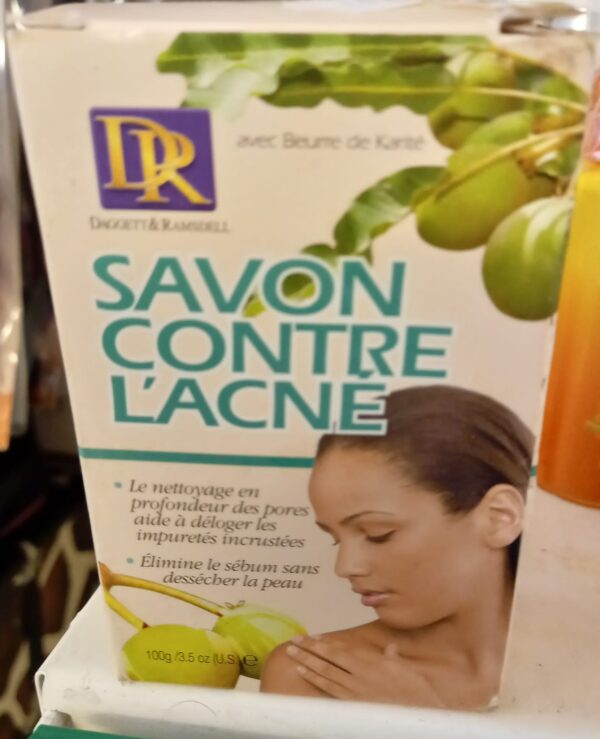 DR
avec Beurre de Karité
DAGGETT & RAMSDELL
SAVON
CONTRE
L'ACNÉ
• Le nettoyage en
profondeur des pores
aide à déloger les
impuretés incrustées
• Élimine le sébum sans
dessécher la peau
100g /3.5 oz (U.S.) ℮